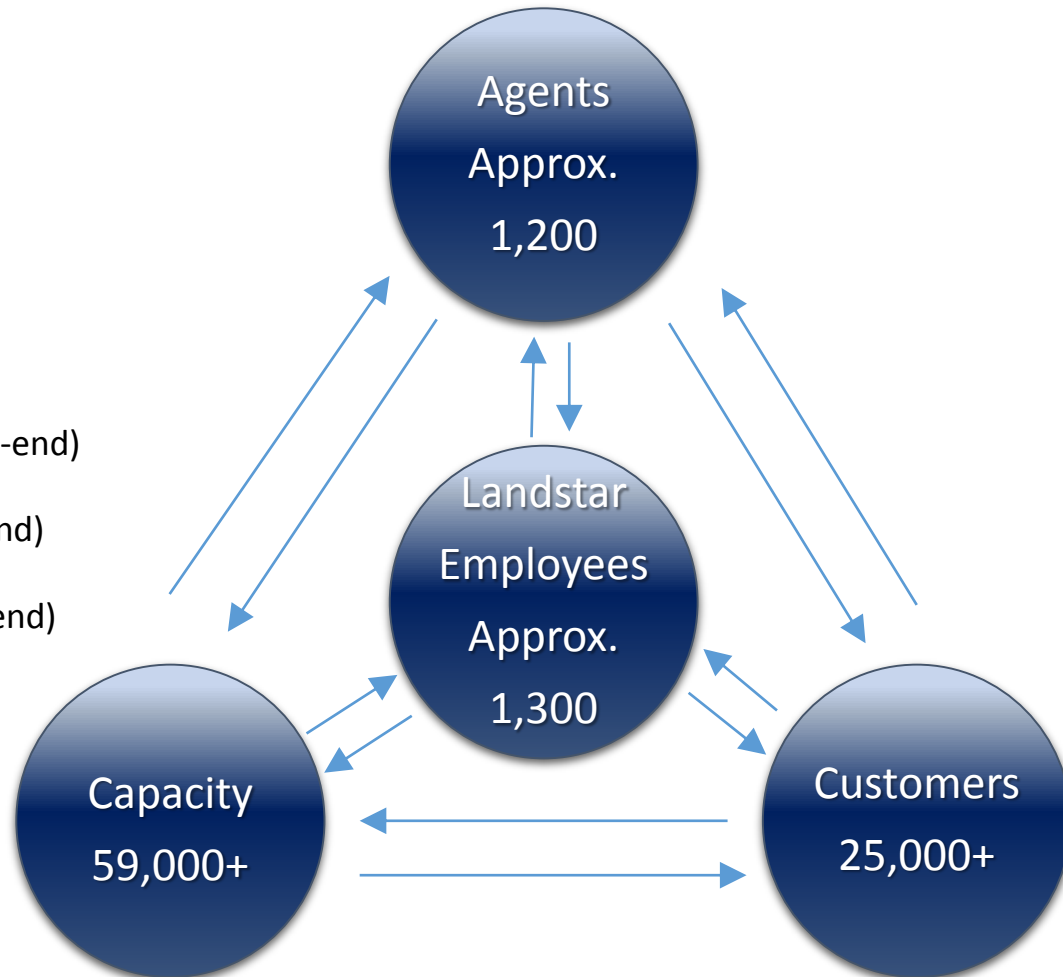 Agents
Approx.
1,200
-end)
nd)
end)
Landstar
Employees
Approx.
1,300
Capacity
59,000+
Customers
25,000+